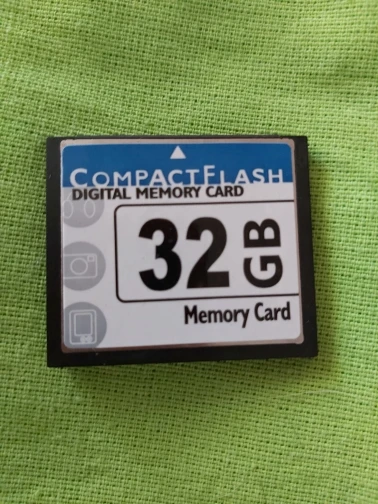 COMPACTFLASH
DIGITAL MEMORY CARD
32 GB
Memory Card